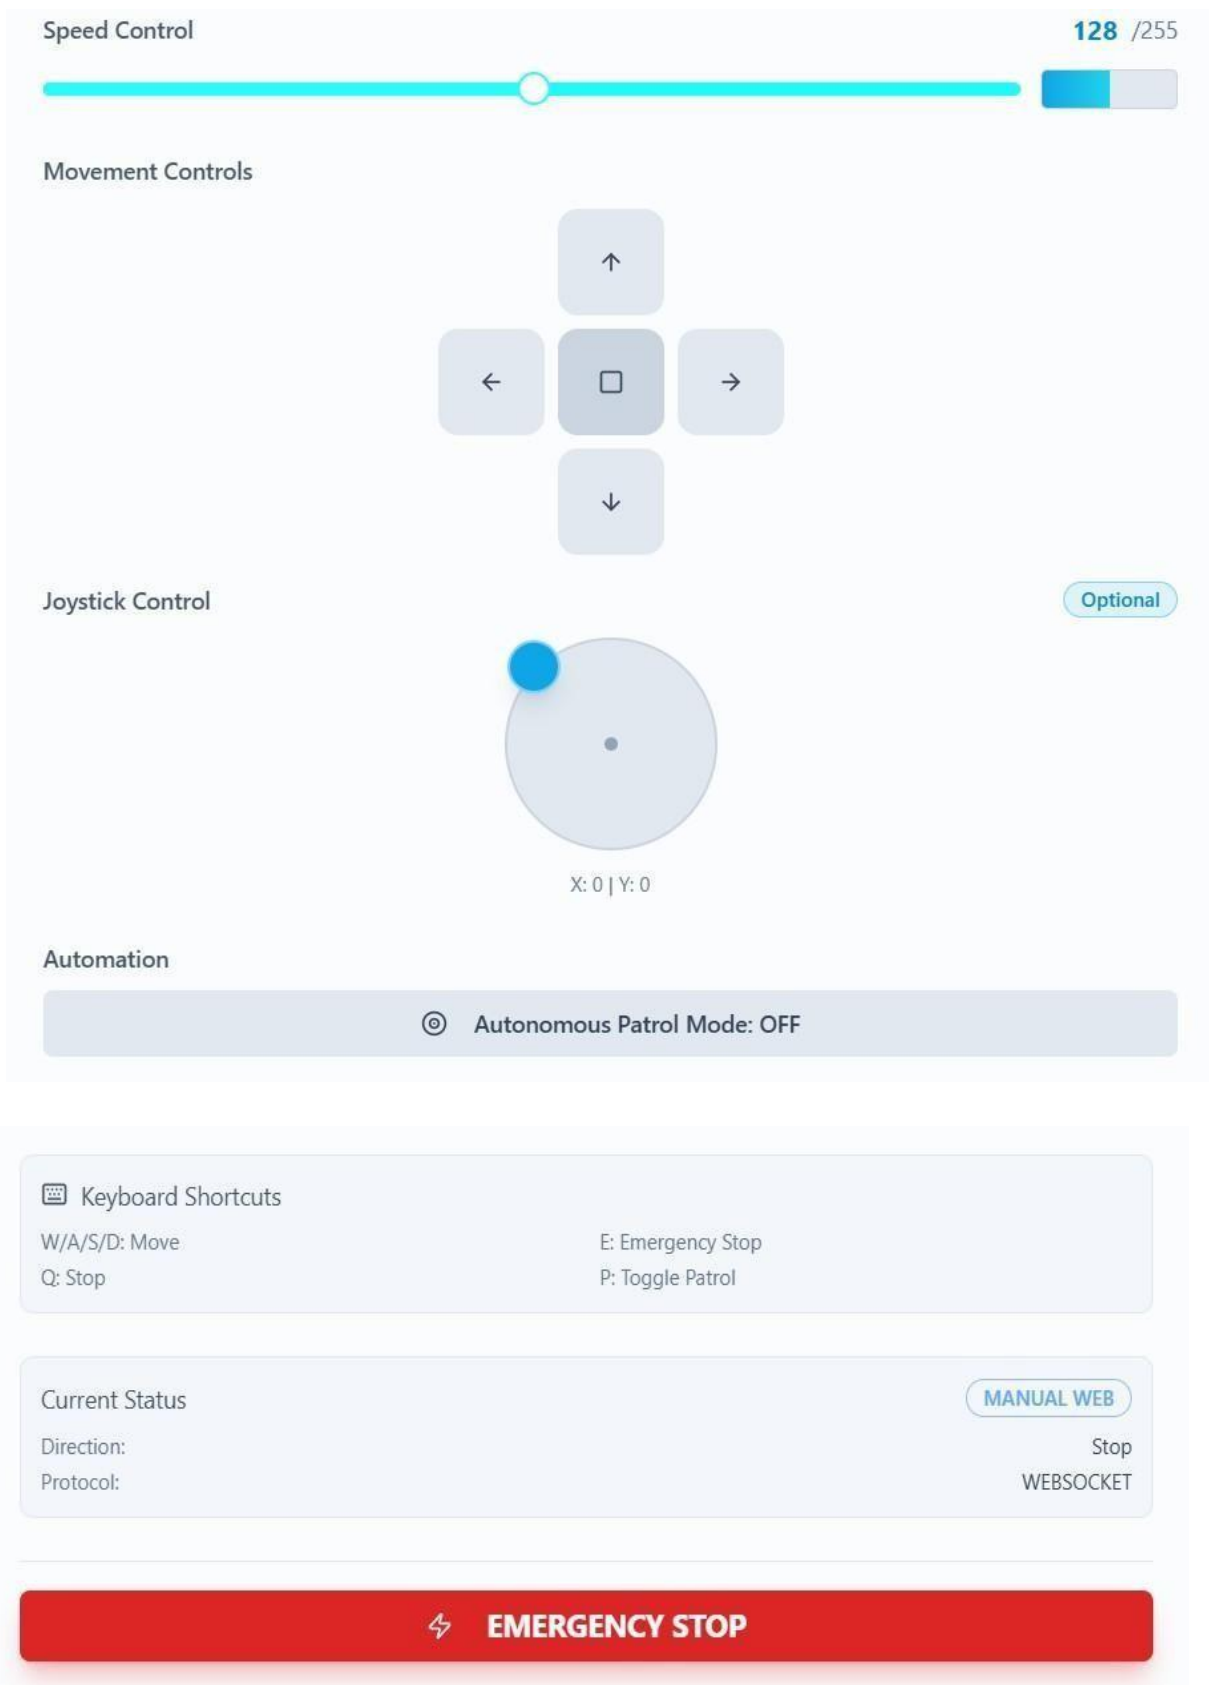 Speed Control 128 /255
Movement Controls
Joystick Control Optional
X: 0 | Y: 0
Automation
Autonomous Patrol Mode: OFF
Keyboard Shortcuts
W/A/S/D: Move E: Emergency Stop
Q: Stop P: Toggle Patrol
Current Status MANUAL WEB
Direction: Stop
Protocol: WEBSOCKET
EMERGENCY STOP